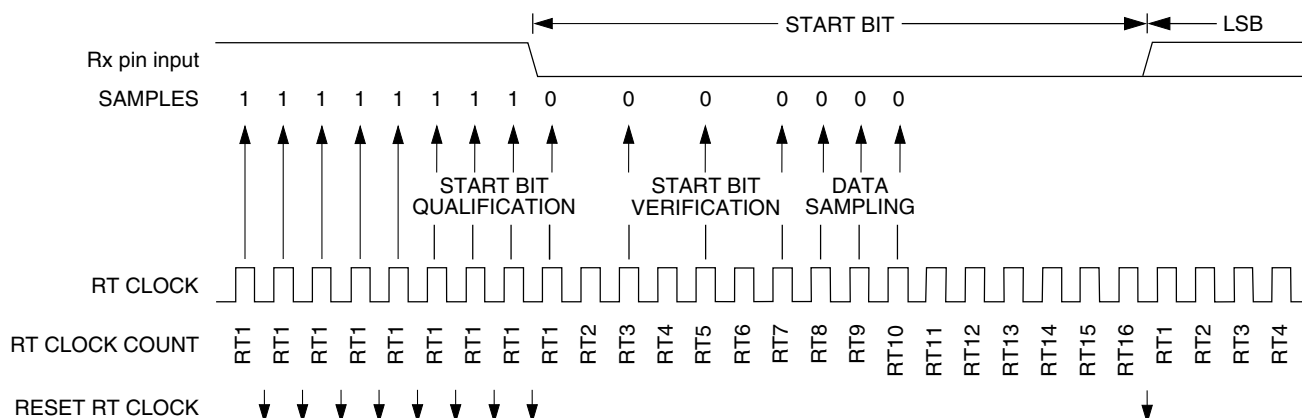 START BIT LSB
Rx pin input
SAMPLES 1 1 1 1 1 1 1 1 0 0 0 0 0 0 0
START BIT QUALIFICATION START BIT VERIFICATION DATA SAMPLING
RT CLOCK
RT CLOCK COUNT RT1 RT1 RT1 RT1 RT1 RT1 RT1 RT1 RT1 RT2 RT3 RT4 RT5 RT6 RT7 RT8 RT9 RT10 RT11 RT12 RT13 RT14 RT15 RT16 RT1 RT2 RT3 RT4
RESET RT CLOCK